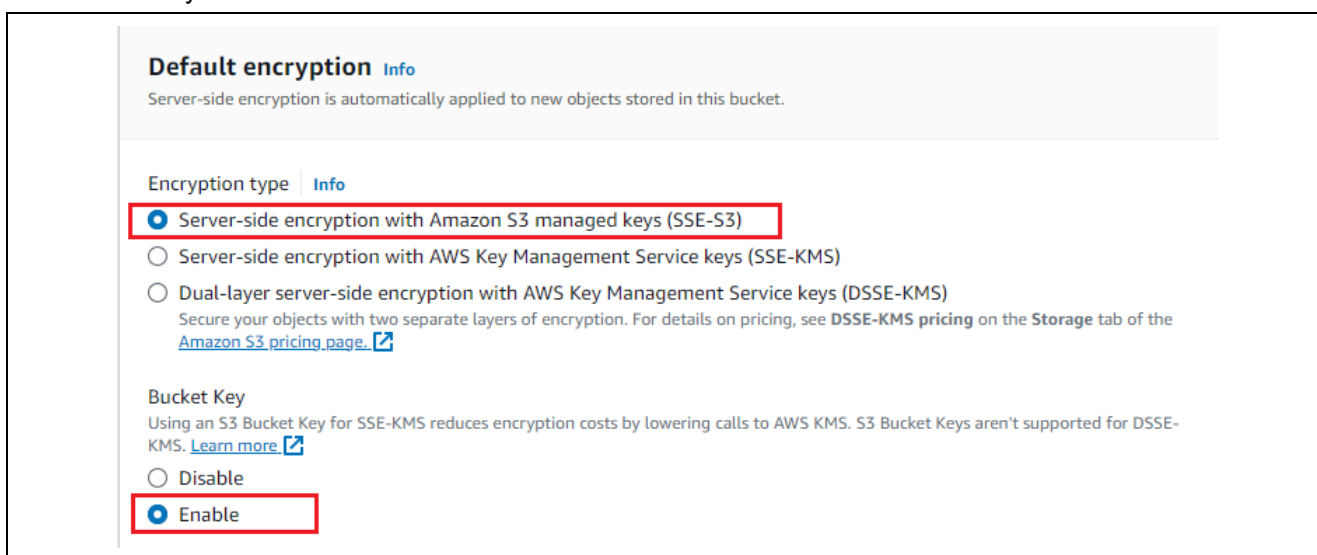 Default encryption Info
Server-side encryption is automatically applied to new objects stored in this bucket.
Encryption type Info
Server-side encryption with Amazon S3 managed keys (SSE-S3)
Server-side encryption with AWS Key Management Service keys (SSE-KMS)
Dual-layer server-side encryption with AWS Key Management Service keys (DSSE-KMS)
Secure your objects with two separate layers of encryption. For details on pricing, see DSSE-KMS pricing on the Storage tab of the
Amazon S3 pricing page.
Bucket Key
Using an S3 Bucket Key for SSE-KMS reduces encryption costs by lowering calls to AWS KMS. S3 Bucket Keys aren't supported for DSSE-
KMS. Learn more
Disable
Enable